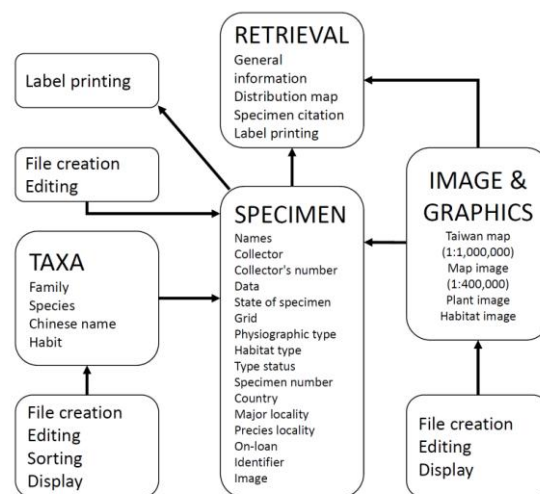 RETRIEVAL
General
information
Distribution map
Specimen citation
Label printing
Label printing
File creation
Editing
IMAGE &
GRAPHICS
Taiwan map
(1:1,000,000)
Map image
(1:400,000)
Plant image
Habitat image
SPECIMEN
Names
Collector
Collector's number
Data
State of specimen
Grid
Physiographic type
Habitat type
Type status
Specimen number
Country
Major locality
Precies locality
On-loan
Identifier
Image
TAXA
Family
Species
Chinese name
Habit
File creation
Editing
Sorting
Display
File creation
Editing
Display